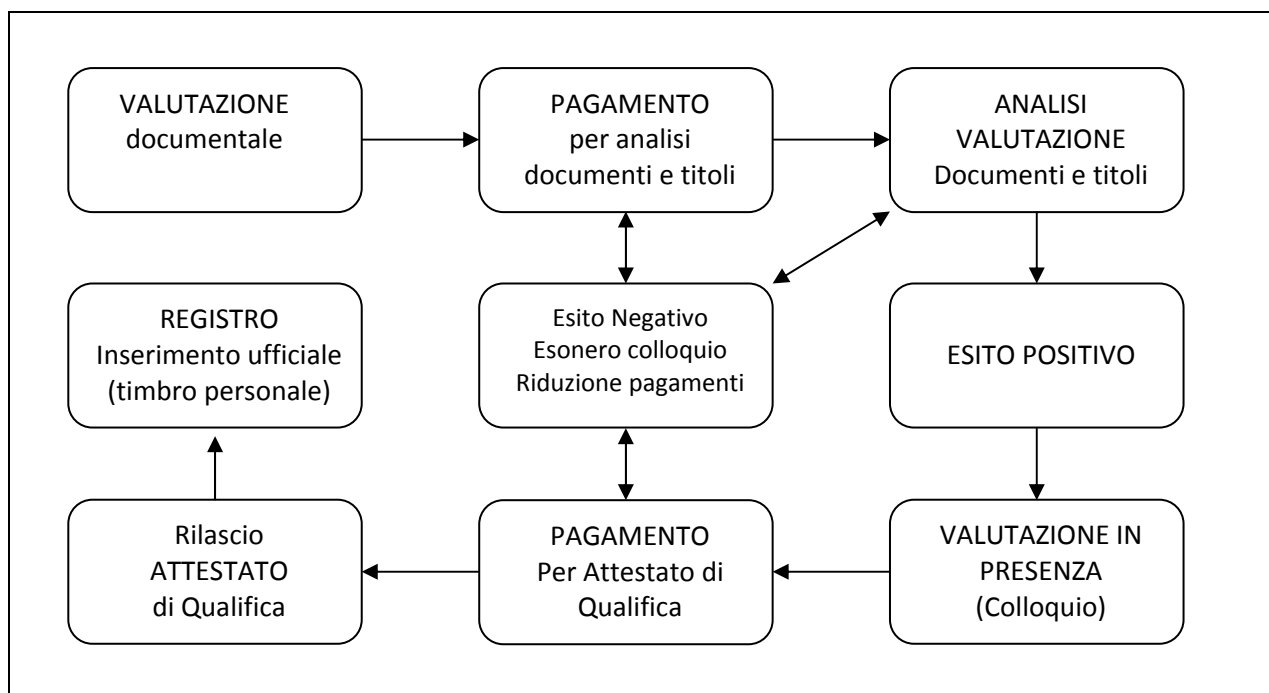 VALUTAZIONE
documentale
PAGAMENTO
per analisi
documenti e titoli
ANALISI
VALUTAZIONE
Documenti e titoli
REGISTRO
Inserimento ufficiale
(timbro personale)
Esito Negativo
Esonero colloquio
Riduzione pagamenti
ESITO POSITIVO
Rilascio
ATTESTATO
di Qualifica
PAGAMENTO
Per Attestato di
Qualifica
VALUTAZIONE IN
PRESENZA
(Colloquio)